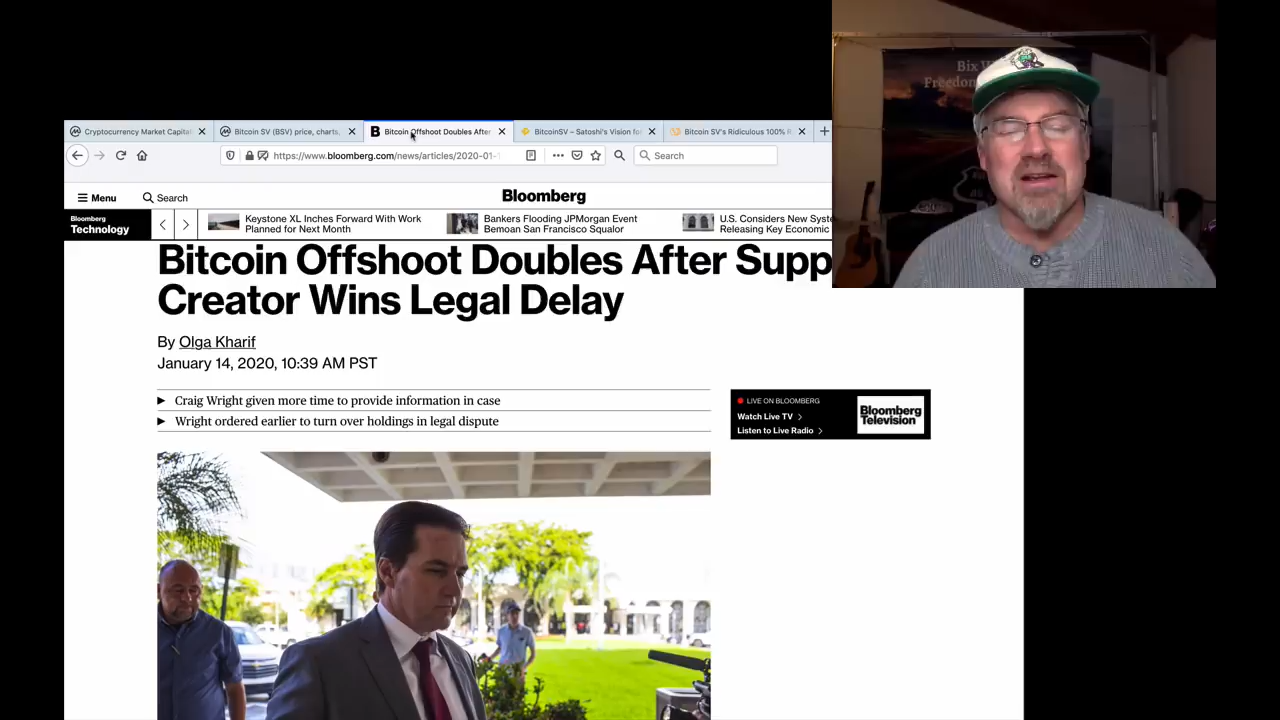 Bix W
Freedom
Cryptocurrency Market Capital
Bitcoin SV (BSV) price, charts,
Bitcoin Offshoot Doubles After
BitcoinSV – Satoshi's Vision fo
Bitcoin SV's Ridiculous 100% R
https://www.bloomberg.com/news/articles/2020-01-1
Search
Menu
Search
Bloomberg
Bloomberg
Technology
Keystone XL Inches Forward With Work
Planned for Next Month
Bankers Flooding JPMorgan Event
Bemoan San Francisco Squalor
U.S. Considers New Syste
Releasing Key Economic
Bitcoin Offshoot Doubles After Supp
Creator Wins Legal Delay
By Olga Kharif
January 14, 2020, 10:39 AM PST
Craig Wright given more time to provide information in case
Wright ordered earlier to turn over holdings in legal dispute
LIVE ON BLOOMBERG
Watch Live TV
Listen to Live Radio
Bloomberg
Television